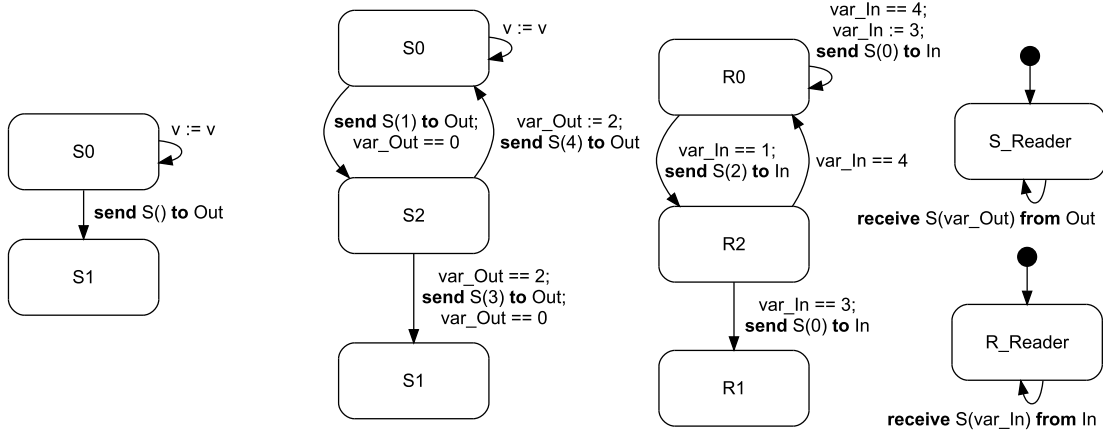 S0
v := v
send S() to Out
S1
S0
v := v
send S(1) to Out;
var_Out == 0
var_Out := 2;
send S(4) to Out
S2
var_Out == 2;
send S(3) to Out;
var_Out == 0
S1
var_In == 4;
var_In := 3;
send S(0) to In
R0
var_In == 1;
send S(2) to In
var_In == 4
R2
var_In == 3;
send S(0) to In
R1
S_Reader
receive S(var_Out) from Out
R_Reader
receive S(var_In) from In